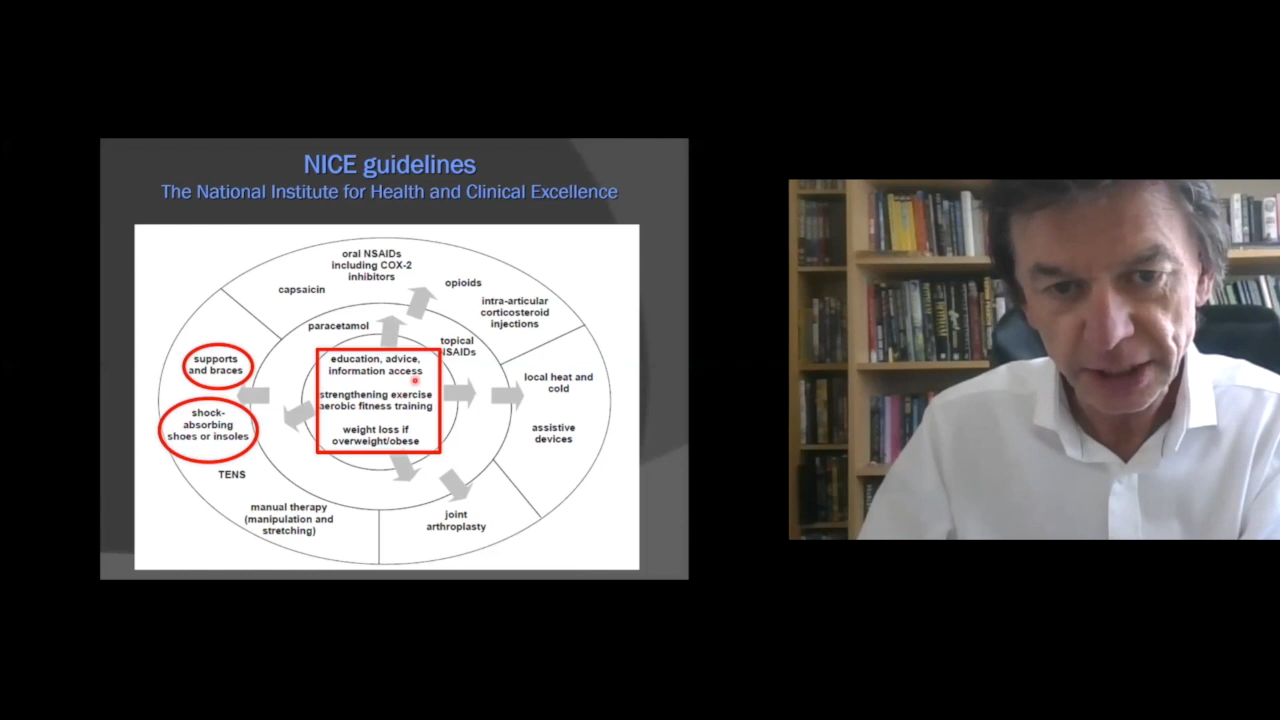 NICE guidelines
The National Institute for Health and Clinical Excellence
oral NSAIDs
including COX-2
inhibitors
capsaicin
opioids
intra-articular
corticosteroid
injections
paracetamol
topical
NSAIDs
supports
and braces
education, advice,
information access
strengthening exercise
aerobic fitness training
weight loss if
overweight/obese
local heat and
cold
shock-
absorbing
shoes or insoles
assistive
devices
TENS
manual therapy
(manipulation and
stretching)
joint
arthroplasty